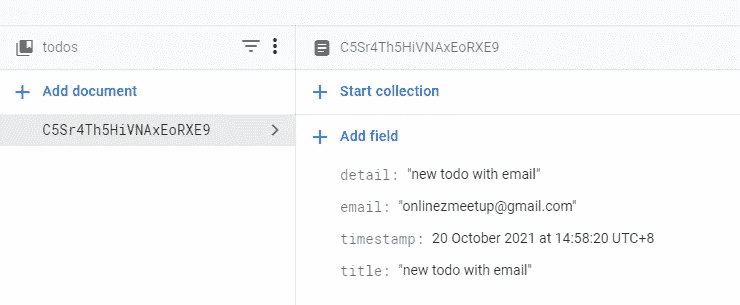 todos
C5Sr4Th5HiVNAxEoRXE9
Add document
Start collection
C5Sr4Th5HiVNAxEoRXE9
Add field
detail: "new todo with email"
email: "onlinezmeetup@gmail.com"
timestamp: 20 October 2021 at 14:58:20 UTC+8
title: "new todo with email"